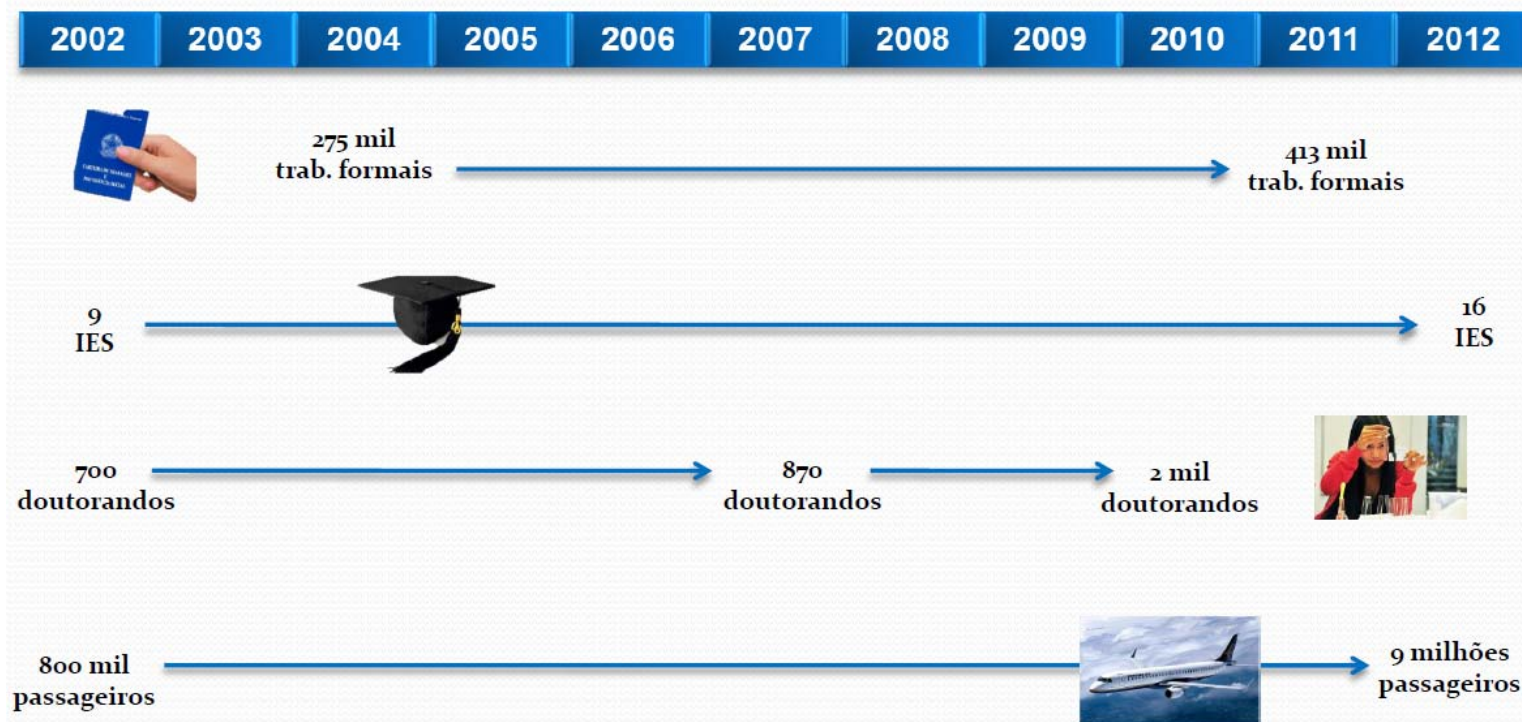 2002 2003 2004 2005 2006 2007 2008 2009 2010 2011 2012
275 mil
trab. formais
413 mil
trab. formais
9
IES
16
IES
700
doutorandos
870
doutorandos
2 mil
doutorandos
800 mil
passageiros
9 milhões
passageiros